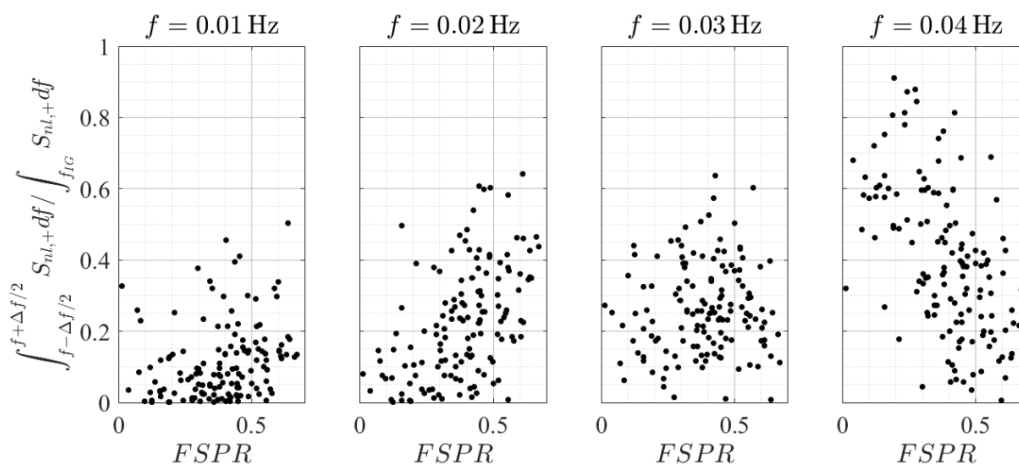 f = 0.01 Hz
f = 0.02 Hz
f = 0.03 Hz
f = 0.04 Hz
∫_{f−Δf/2}^{f+Δf/2} S_{nl,+}df / ∫_{f_{IG}} S_{nl,+}df
1
0.8
0.6
0.4
0.2
0
0 0.5
0 0.5
0 0.5
0 0.5
FSPR
FSPR
FSPR
FSPR